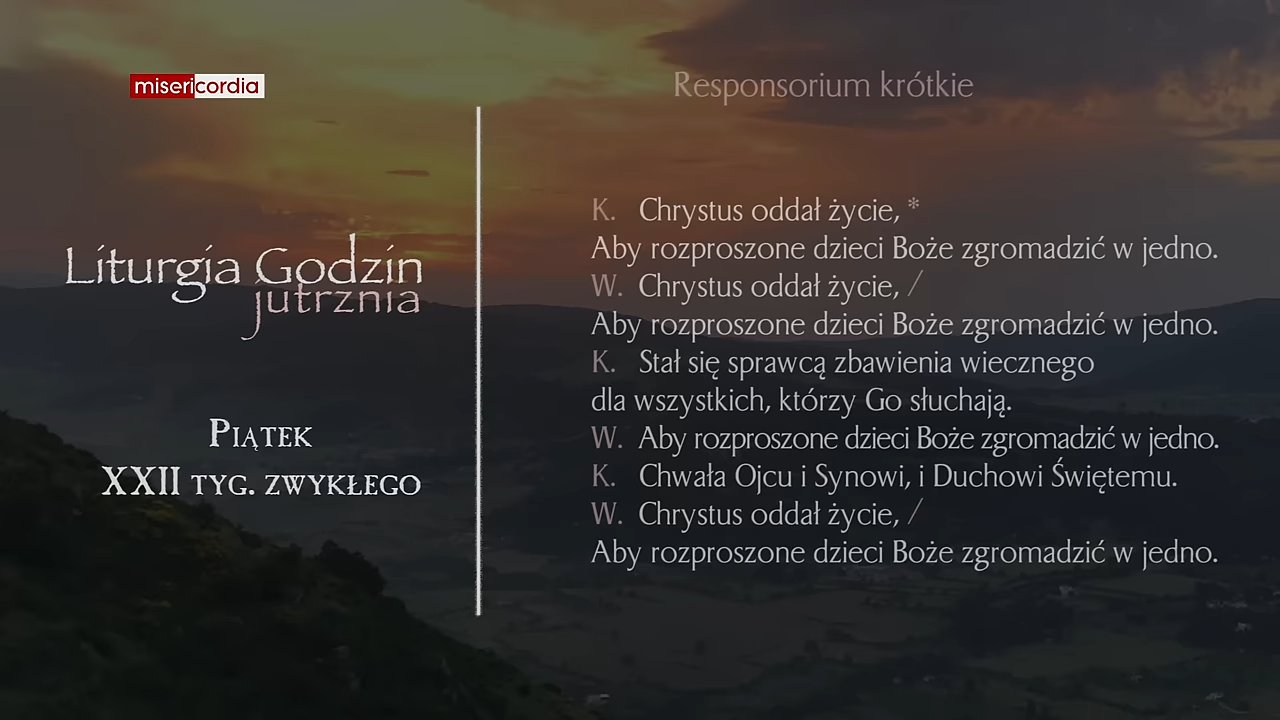 misericordia
Liturgia Godzin
jutrznia
Piątek
XXII tyg. zwykłego
Responsorium krótkie
K. Chrystus oddał życie, *
Aby rozproszone dzieci Boże zgromadzić w jedno.
W. Chrystus oddał życie, /
Aby rozproszone dzieci Boże zgromadzić w jedno.
K. Stał się sprawcą zbawienia wiecznego
dla wszystkich, którzy Go słuchają.
W. Aby rozproszone dzieci Boże zgromadzić w jedno.
K. Chwała Ojcu i Synowi, i Duchowi Świętemu.
W. Chrystus oddał życie, /
Aby rozproszone dzieci Boże zgromadzić w jedno.